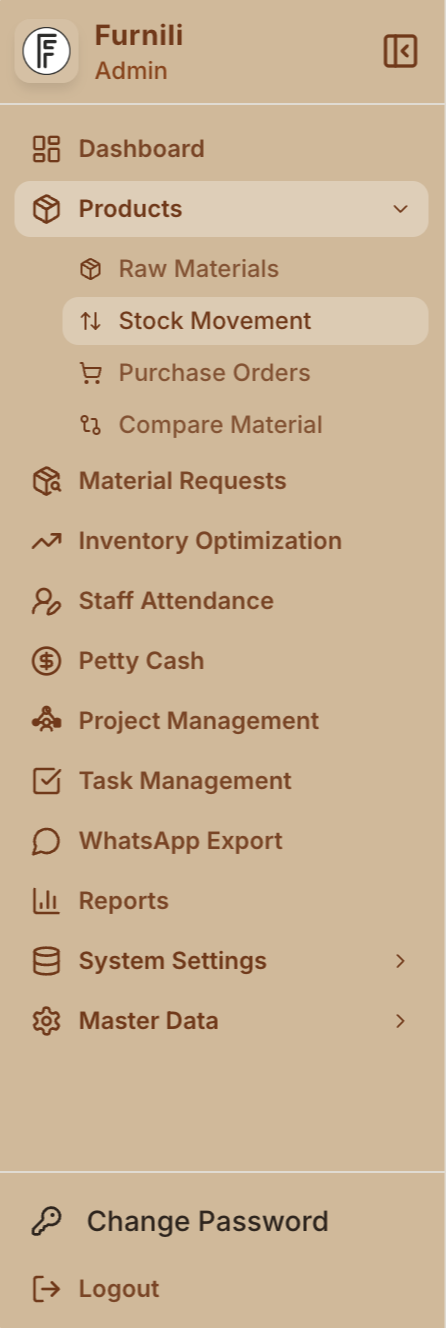 Furnili
Admin
Dashboard
Products
Raw Materials
Stock Movement
Purchase Orders
Compare Material
Material Requests
Inventory Optimization
Staff Attendance
Petty Cash
Project Management
Task Management
WhatsApp Export
Reports
System Settings
Master Data
Change Password
Logout